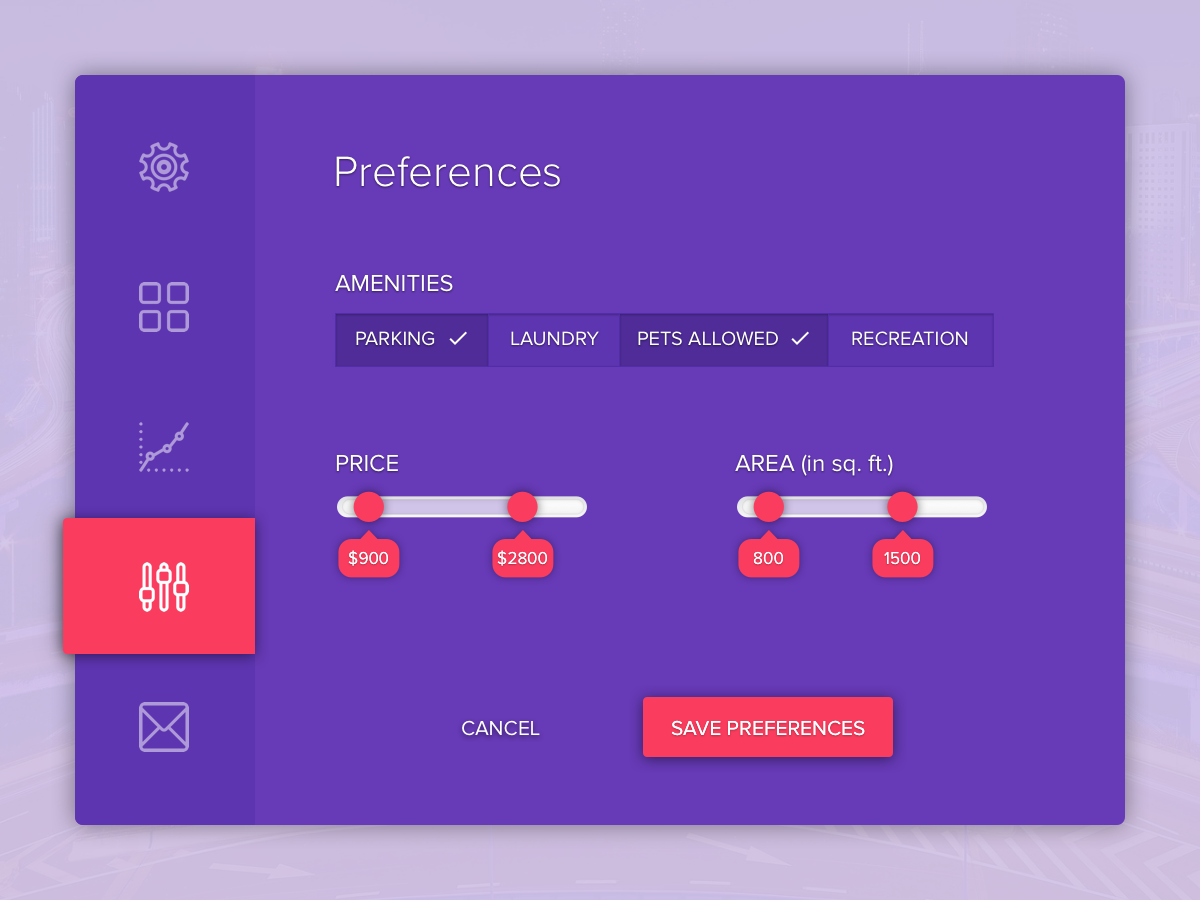 Preferences
AMENITIES
PARKING LAUNDRY PETS ALLOWED RECREATION
PRICE
$900 $2800
AREA (in sq. ft.)
800 1500
CANCEL SAVE PREFERENCES